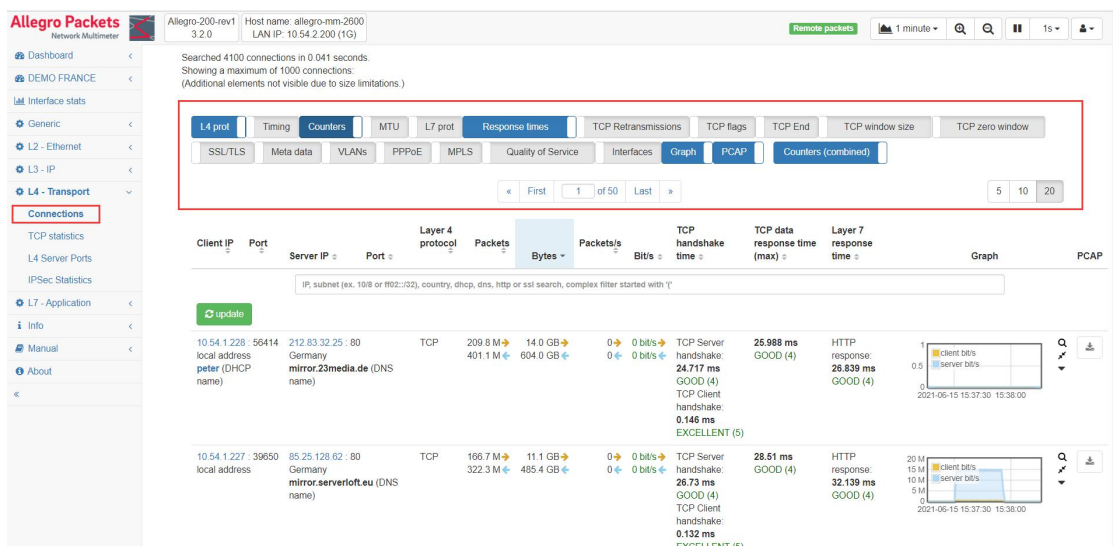 Allegro Packets
Network Multimeter
Allegro-200-rev1
3.2.0
Host name: allegro-mm-2600
LAN IP: 10.54.2.200 (1G)
Remote packets
1 minute
1s
Dashboard
DEMO FRANCE
Interface stats
Generic
L2 - Ethernet
L3 - IP
L4 - Transport
Connections
TCP statistics
L4 Server Ports
IPSec Statistics
L7 - Application
Info
Manual
About
«
Searched 4100 connections in 0.041 seconds.
Showing a maximum of 1000 connections:
(Additional elements not visible due to size limitations.)
L4 prot Timing Counters MTU L7 prot Response times TCP Retransmissions TCP flags TCP End TCP window size TCP zero window
SSL/TLS Meta data VLANs PPPoE MPLS Quality of Service Interfaces Graph PCAP Counters (combined)
« First 1 of 50 Last » 5 10 20
Client IP Port Server IP Port Layer 4 protocol Packets Bytes Packets/s Bit/s TCP handshake time TCP data response time (max) Layer 7 response time Graph PCAP
IP, subnet (ex. 10/8 or ff02::/32), country, dhcp, dns, http or ssl search, complex filter started with '('
update
10.54.1.228 : 56414
local address
peter (DHCP
name)
212.83.32.25 : 80
Germany
mirror.23media.de (DNS
name)
TCP
209.8 M→ 14.0 GB→ 0→ 0 bit/s→
401.1 M← 604.0 GB← 0← 0 bit/s←
TCP Server
handshake:
24.717 ms
GOOD (4)
TCP Client
handshake:
0.146 ms
EXCELLENT (5)
25.988 ms
GOOD (4)
HTTP
response:
26.839 ms
GOOD (4)
1
0.5
0
client bit/s
server bit/s
2021-06-15 15:37:30 15:38:00
10.54.1.227 : 39650
local address
85.25.128.62 : 80
Germany
mirror.serverloft.eu (DNS
name)
TCP
166.7 M→ 11.1 GB→ 0→ 0 bit/s→
322.3 M← 485.4 GB← 0← 0 bit/s←
TCP Server
handshake:
26.73 ms
GOOD (4)
TCP Client
handshake:
0.132 ms
EXCELLENT (5)
28.51 ms
GOOD (4)
HTTP
response:
32.139 ms
GOOD (4)
20 M
15 M
10 M
5 M
0
client bit/s
server bit/s
2021-06-15 15:37:30 15:38:00